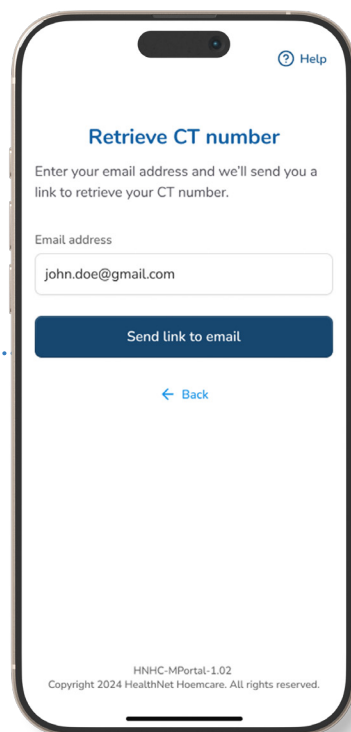 Help
Retrieve CT number
Enter your email address and we'll send you a
link to retrieve your CT number.
Email address
john.doe@gmail.com
Send link to email
← Back
HNHC-MPortal-1.02
Copyright 2024 HealthNet Hoemcare. All rights reserved.